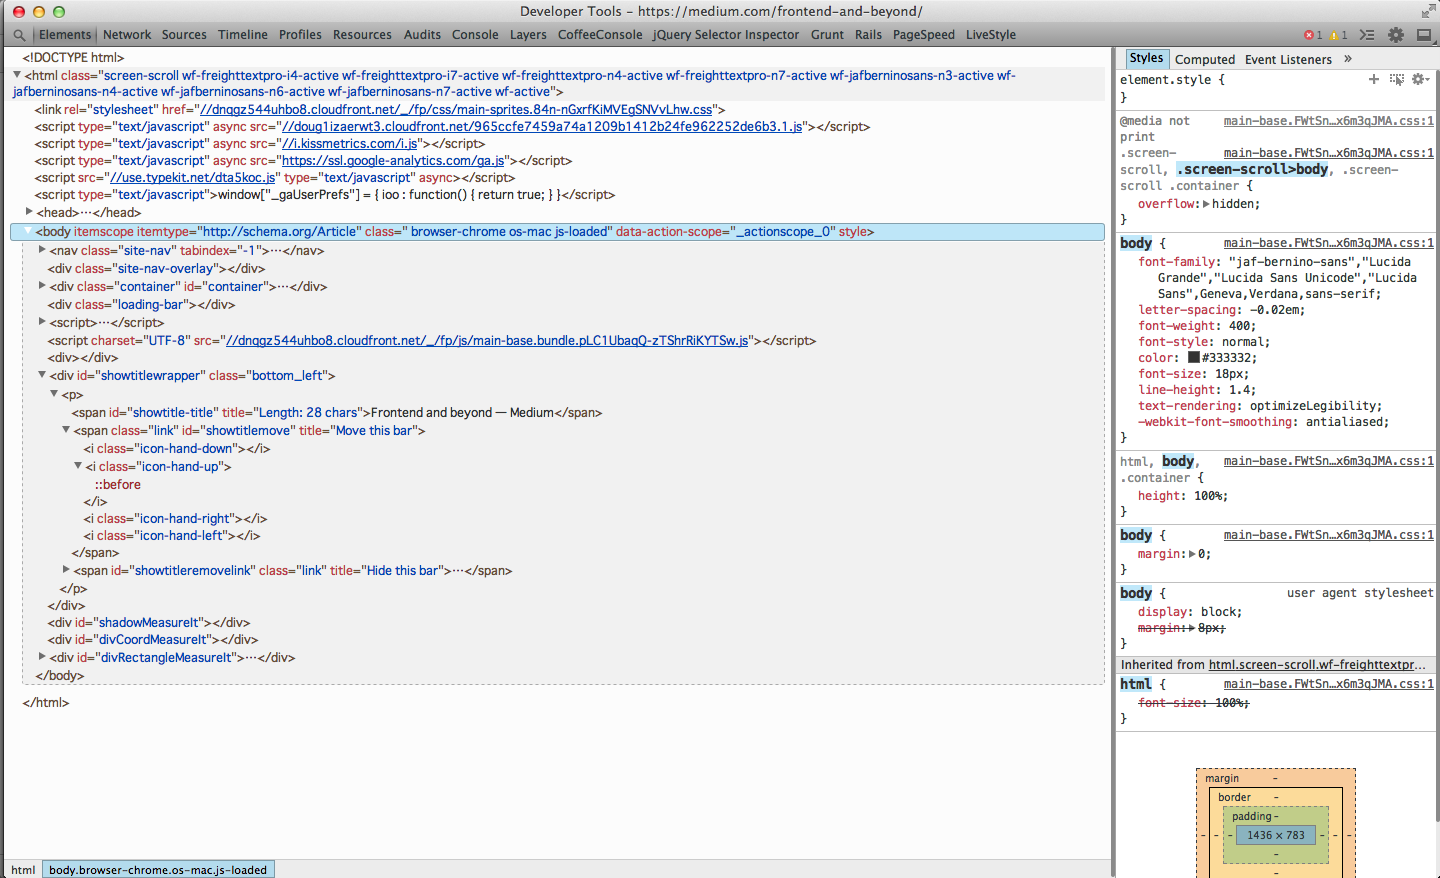 Developer Tools - https://medium.com/frontend-and-beyond/
Elements Network Sources Timeline Profiles Resources Audits Console Layers CoffeeConsole jQuery Selector Inspector Grunt Rails PageSpeed LiveStyle 1 1
<!DOCTYPE html>
<html class="screen-scroll wf-freighttextpro-i4-active wf-freighttextpro-i7-active wf-freighttextpro-n4-active wf-freighttextpro-n7-active wf-jafberninosans-n3-active wf-
jafberninosans-n4-active wf-jafberninosans-n6-active wf-jafberninosans-n7-active wf-active">
<link rel="stylesheet" href="//dnqgz544uhbo8.cloudfront.net/_/fp/css/main-sprites.84n-nGxrfKiMVEgSNVvLhw.css">
<script type="text/javascript" async src="//doug1izaerwt3.cloudfront.net/965ccfe7459a74a1209b1412b24fe962252de6b3.1.js"></script>
<script type="text/javascript" async src="//i.kissmetrics.com/i.js"></script>
<script type="text/javascript" async src="https://ssl.google-analytics.com/ga.js"></script>
<script src="//use.typekit.net/dta5koc.js" type="text/javascript" async></script>
<script type="text/javascript">window["_gaUserPrefs"] = { ioo : function() { return true; } }</script>
<head>…</head>
<body itemscope itemtype="http://schema.org/Article" class=" browser-chrome os-mac js-loaded" data-action-scope="_actionscope_0" style>
<nav class="site-nav" tabindex="-1">…</nav>
<div class="site-nav-overlay"></div>
<div class="container" id="container">…</div>
<div class="loading-bar"></div>
<script>…</script>
<script charset="UTF-8" src="//dnqgz544uhbo8.cloudfront.net/_/fp/js/main-base.bundle.pLC1UbaqQ-zTShrRiKYTSw.js"></script>
<div></div>
<div id="showtitlewrapper" class="bottom_left">
<p>
<span id="showtitle-title" title="Length: 28 chars">Frontend and beyond — Medium</span>
<span class="link" id="showtitlemove" title="Move this bar">
<i class="icon-hand-down"></i>
<i class="icon-hand-up">
::before
</i>
<i class="icon-hand-right"></i>
<i class="icon-hand-left"></i>
</span>
<span id="showtitleremovelink" class="link" title="Hide this bar">…</span>
</p>
</div>
<div id="shadowMeasureIt"></div>
<div id="divCoordMeasureIt"></div>
<div id="divRectangleMeasureIt">…</div>
</body>
</html>
html body.browser-chrome.os-mac.js-loaded
Styles Computed Event Listeners »
element.style {
}
@media not main-base.FWtSn…x6m3qJMA.css:1
print
.screen- main-base.FWtSn…x6m3qJMA.css:1
scroll, .screen-scroll>body, .screen-
scroll .container {
overflow: hidden;
}
body { main-base.FWtSn…x6m3qJMA.css:1
font-family: "jaf-bernino-sans","Lucida
Grande","Lucida Sans Unicode","Lucida
Sans",Geneva,Verdana,sans-serif;
letter-spacing: -0.02em;
font-weight: 400;
font-style: normal;
color: #333332;
font-size: 18px;
line-height: 1.4;
text-rendering: optimizeLegibility;
-webkit-font-smoothing: antialiased;
}
html, body, main-base.FWtSn…x6m3qJMA.css:1
.container {
height: 100%;
}
body { main-base.FWtSn…x6m3qJMA.css:1
margin: 0;
}
body { user agent stylesheet
display: block;
margin: 8px;
}
Inherited from html.screen-scroll.wf-freighttextpr…
html { main-base.FWtSn…x6m3qJMA.css:1
font-size: 100%;
}
margin -
border -
padding -
- - - 1436 × 783 - - -
-
-